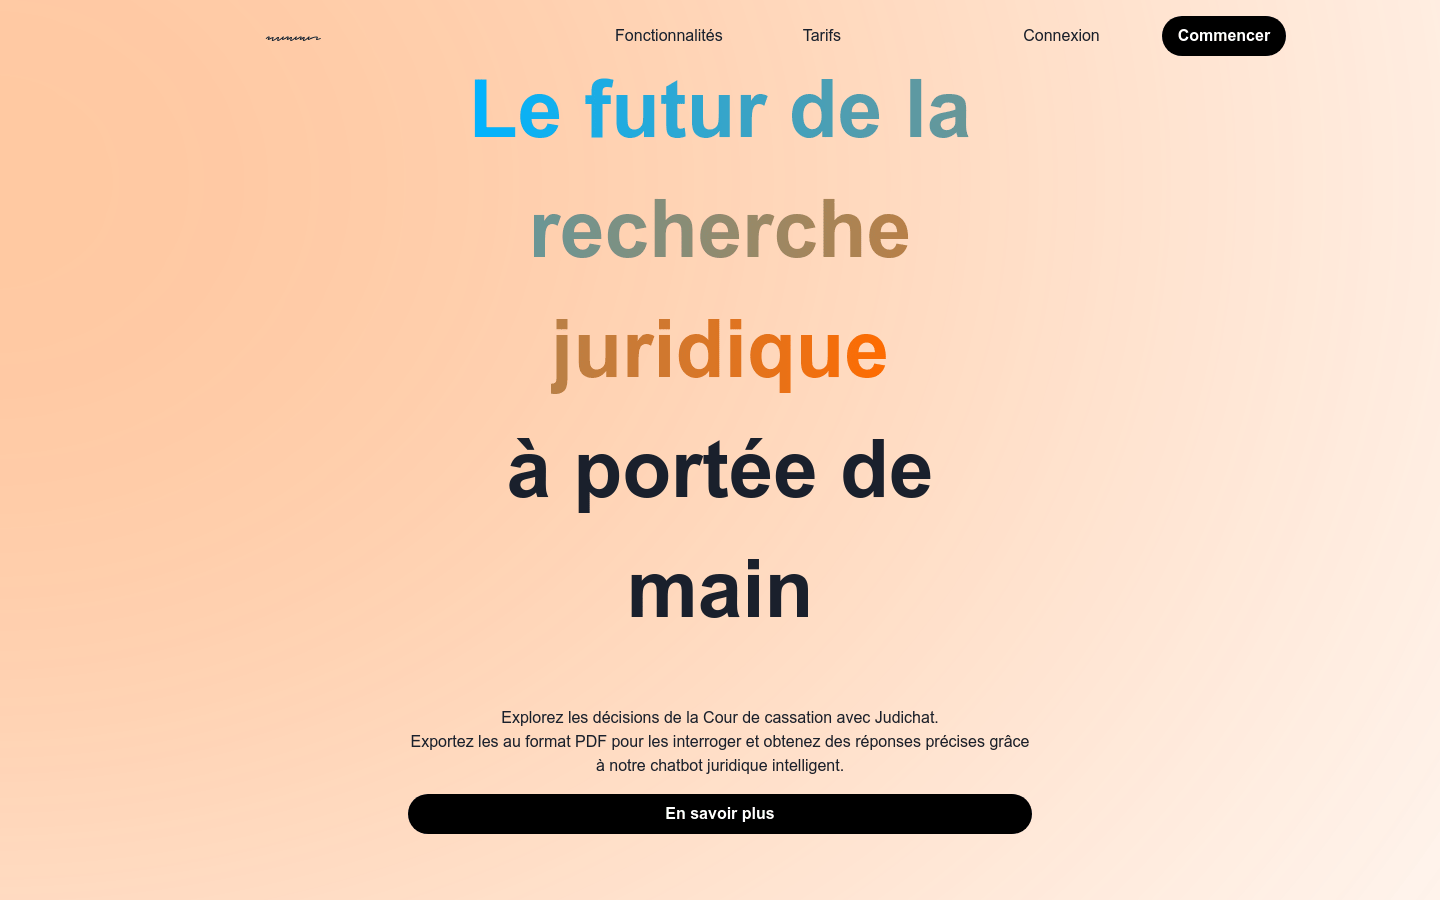 Fonctionnalités
Tarifs
Connexion
Commencer
Le futur de la
recherche
juridique
à portée de
main
Explorez les décisions de la Cour de cassation avec Judichat.
Exportez les au format PDF pour les interroger et obtenez des réponses précises grâce
à notre chatbot juridique intelligent.
En savoir plus